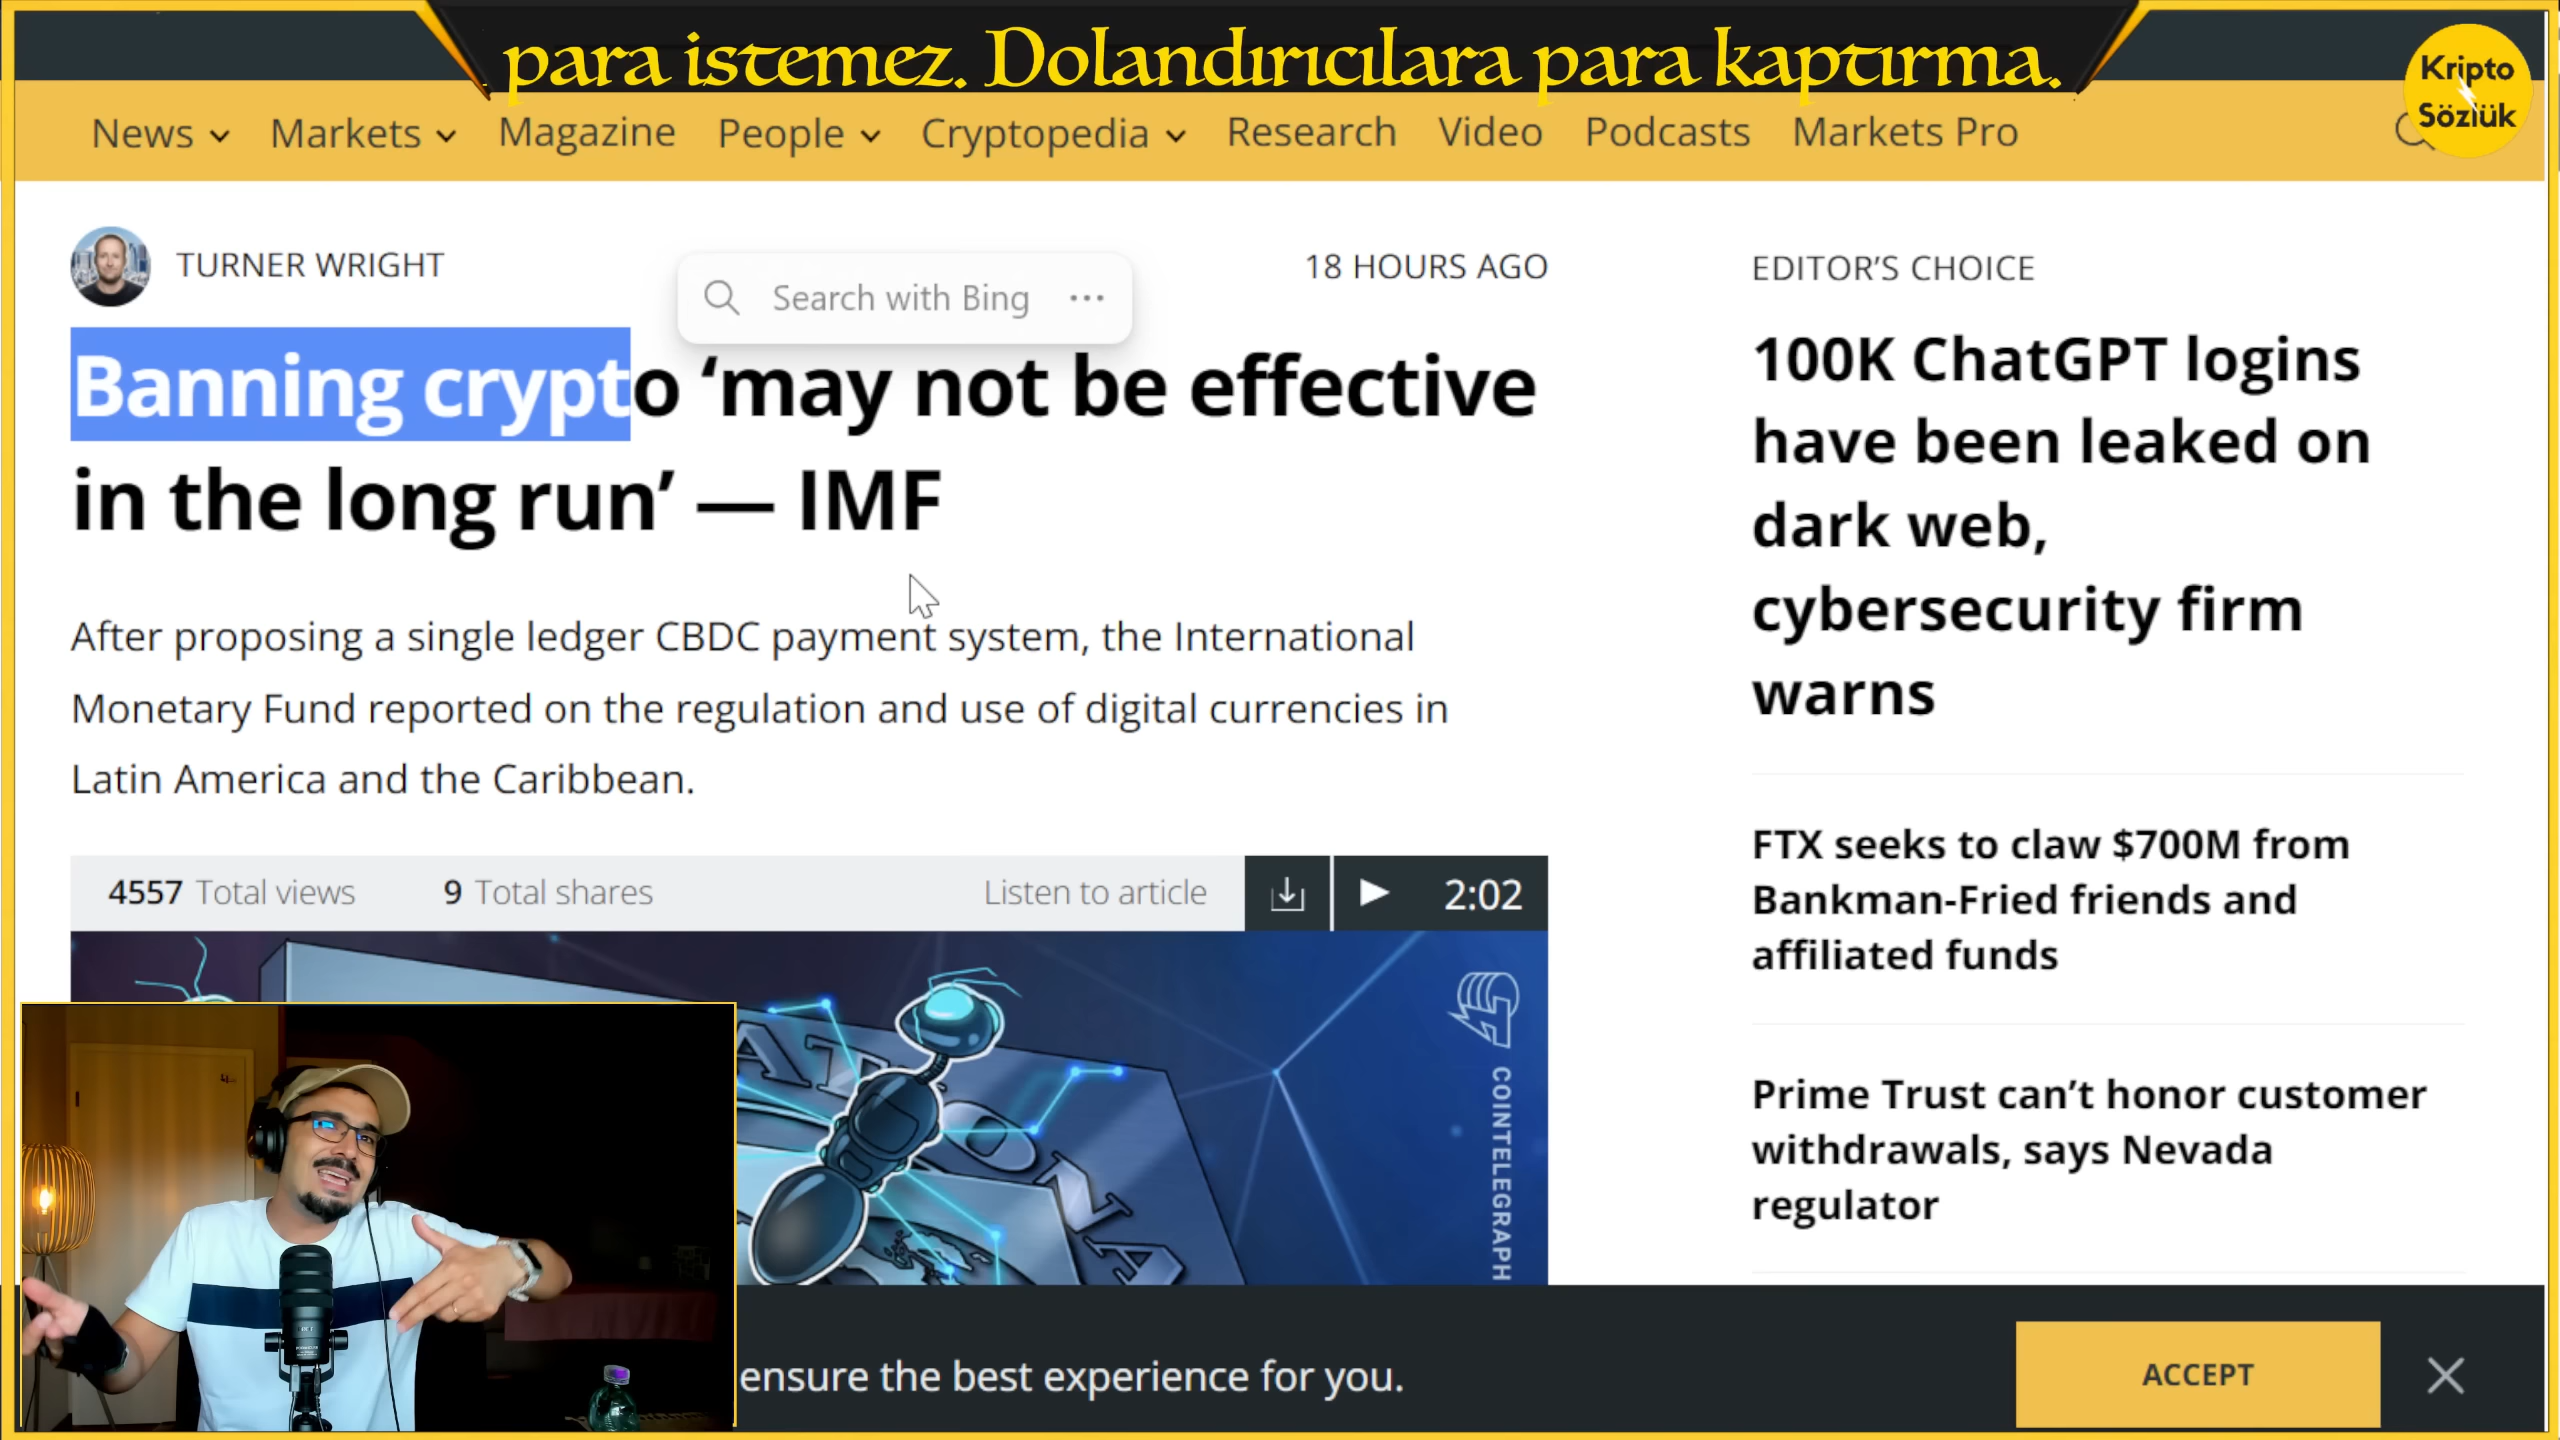 para istemez. Dolandırıcılara para kaptırma.
Kripto
Sözlük
News Markets Magazine People Cryptopedia Research Video Podcasts Markets Pro
TURNER WRIGHT
18 HOURS AGO
Search with Bing
Banning crypto ‘may not be effective
in the long run’ — IMF
After proposing a single ledger CBDC payment system, the International
Monetary Fund reported on the regulation and use of digital currencies in
Latin America and the Caribbean.
4557 Total views 9 Total shares Listen to article 2:02
COINTELEGRAPH
EDITOR’S CHOICE
100K ChatGPT logins
have been leaked on
dark web,
cybersecurity firm
warns
FTX seeks to claw $700M from
Bankman-Fried friends and
affiliated funds
Prime Trust can’t honor customer
withdrawals, says Nevada
regulator
ensure the best experience for you.
ACCEPT